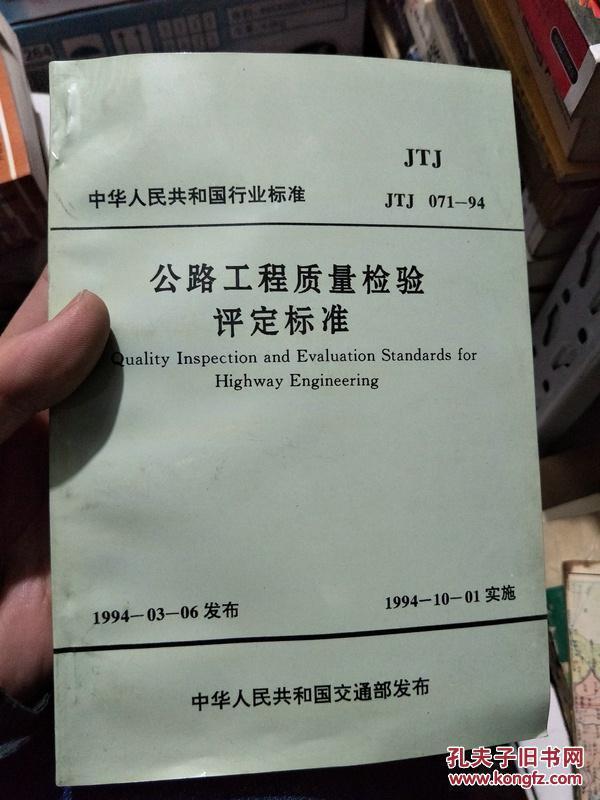 JTJ
中华人民共和国行业标准
JTJ 071-94
公路工程质量检验
评定标准
Quality Inspection and Evaluation Standards for
Highway Engineering
1994-03-06 发布
1994-10-01 实施
中华人民共和国交通部发布
孔夫子旧书网
www.kongfz.com